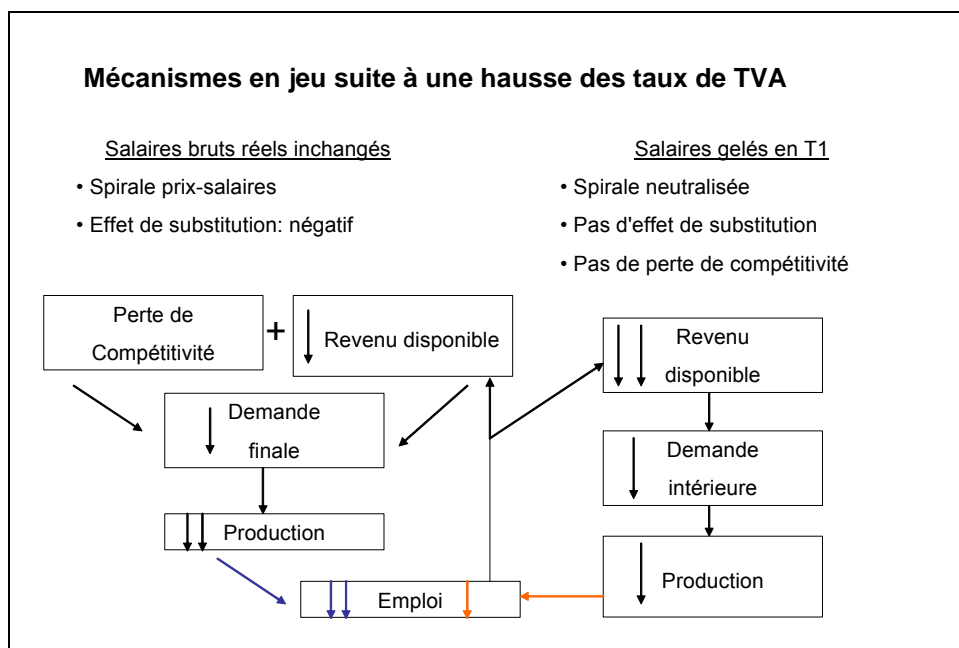 Mécanismes en jeu suite à une hausse des taux de TVA
Salaires bruts réels inchangés
• Spirale prix-salaires
• Effet de substitution: négatif
Salaires gelés en T1
• Spirale neutralisée
• Pas d'effet de substitution
• Pas de perte de compétitivité
Perte de
Compétitivité
+
Revenu disponible
Demande
finale
Production
Emploi
Revenu
disponible
Demande
intérieure
Production